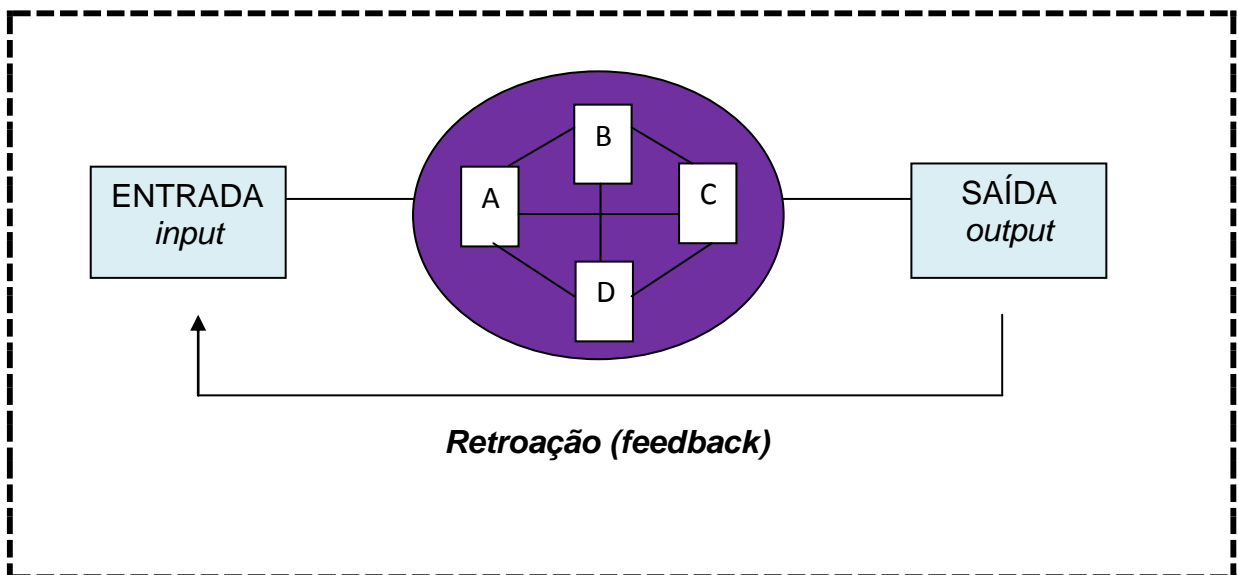 ENTRADA
input
A
B
C
D
SAÍDA
output
Retroação (feedback)